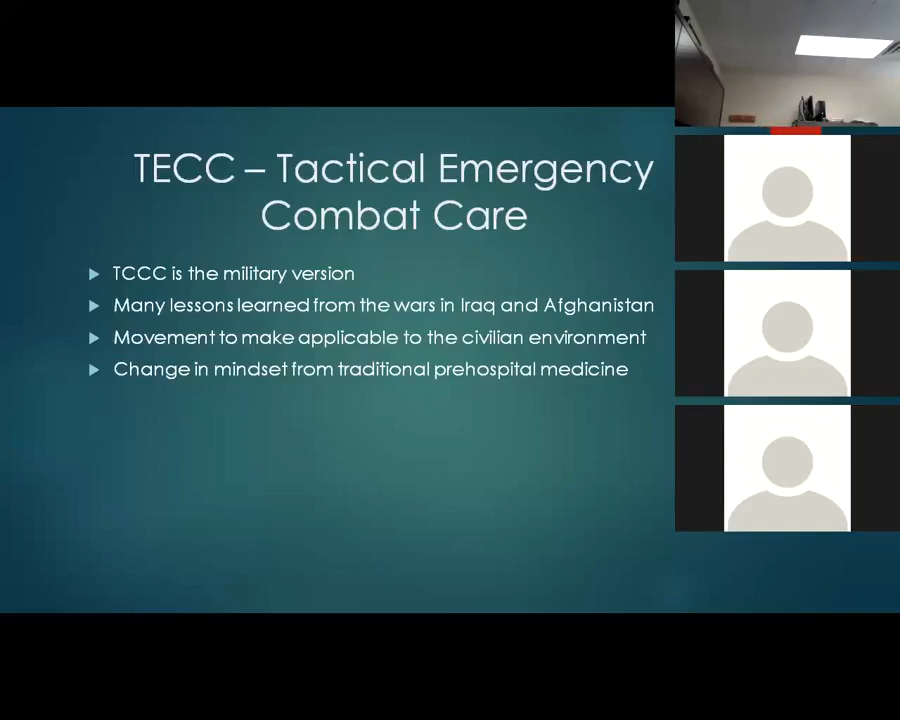 TECC – Tactical Emergency
Combat Care
TCCC is the military version
Many lessons learned from the wars in Iraq and Afghanistan
Movement to make applicable to the civilian environment
Change in mindset from traditional prehospital medicine